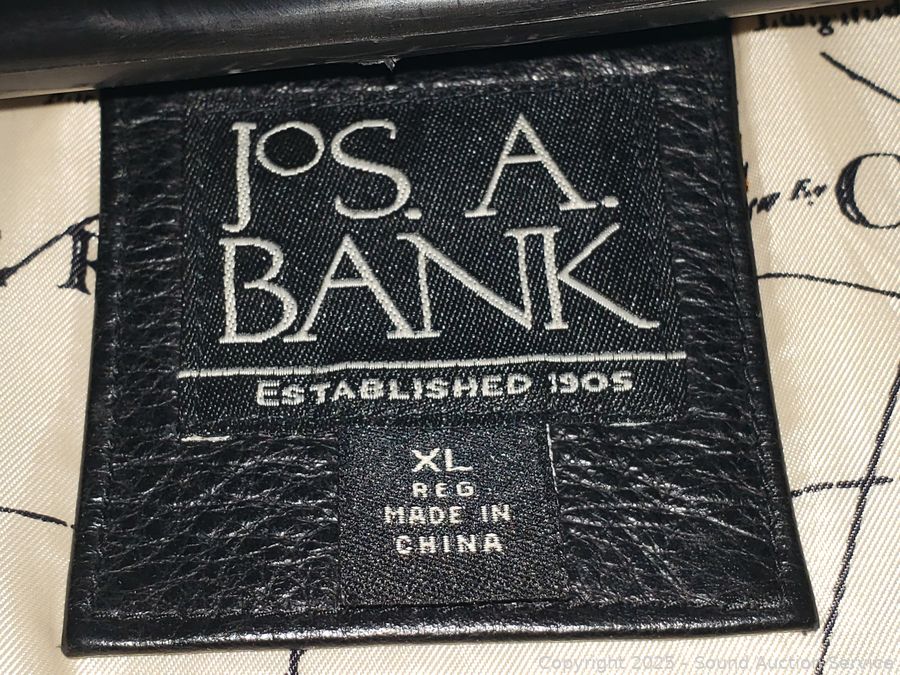 JoS. A.
BANK
ESTABLISHED 1905
XL
REG
MADE IN
CHINA
Copyright 2025 - Sound Auction Service